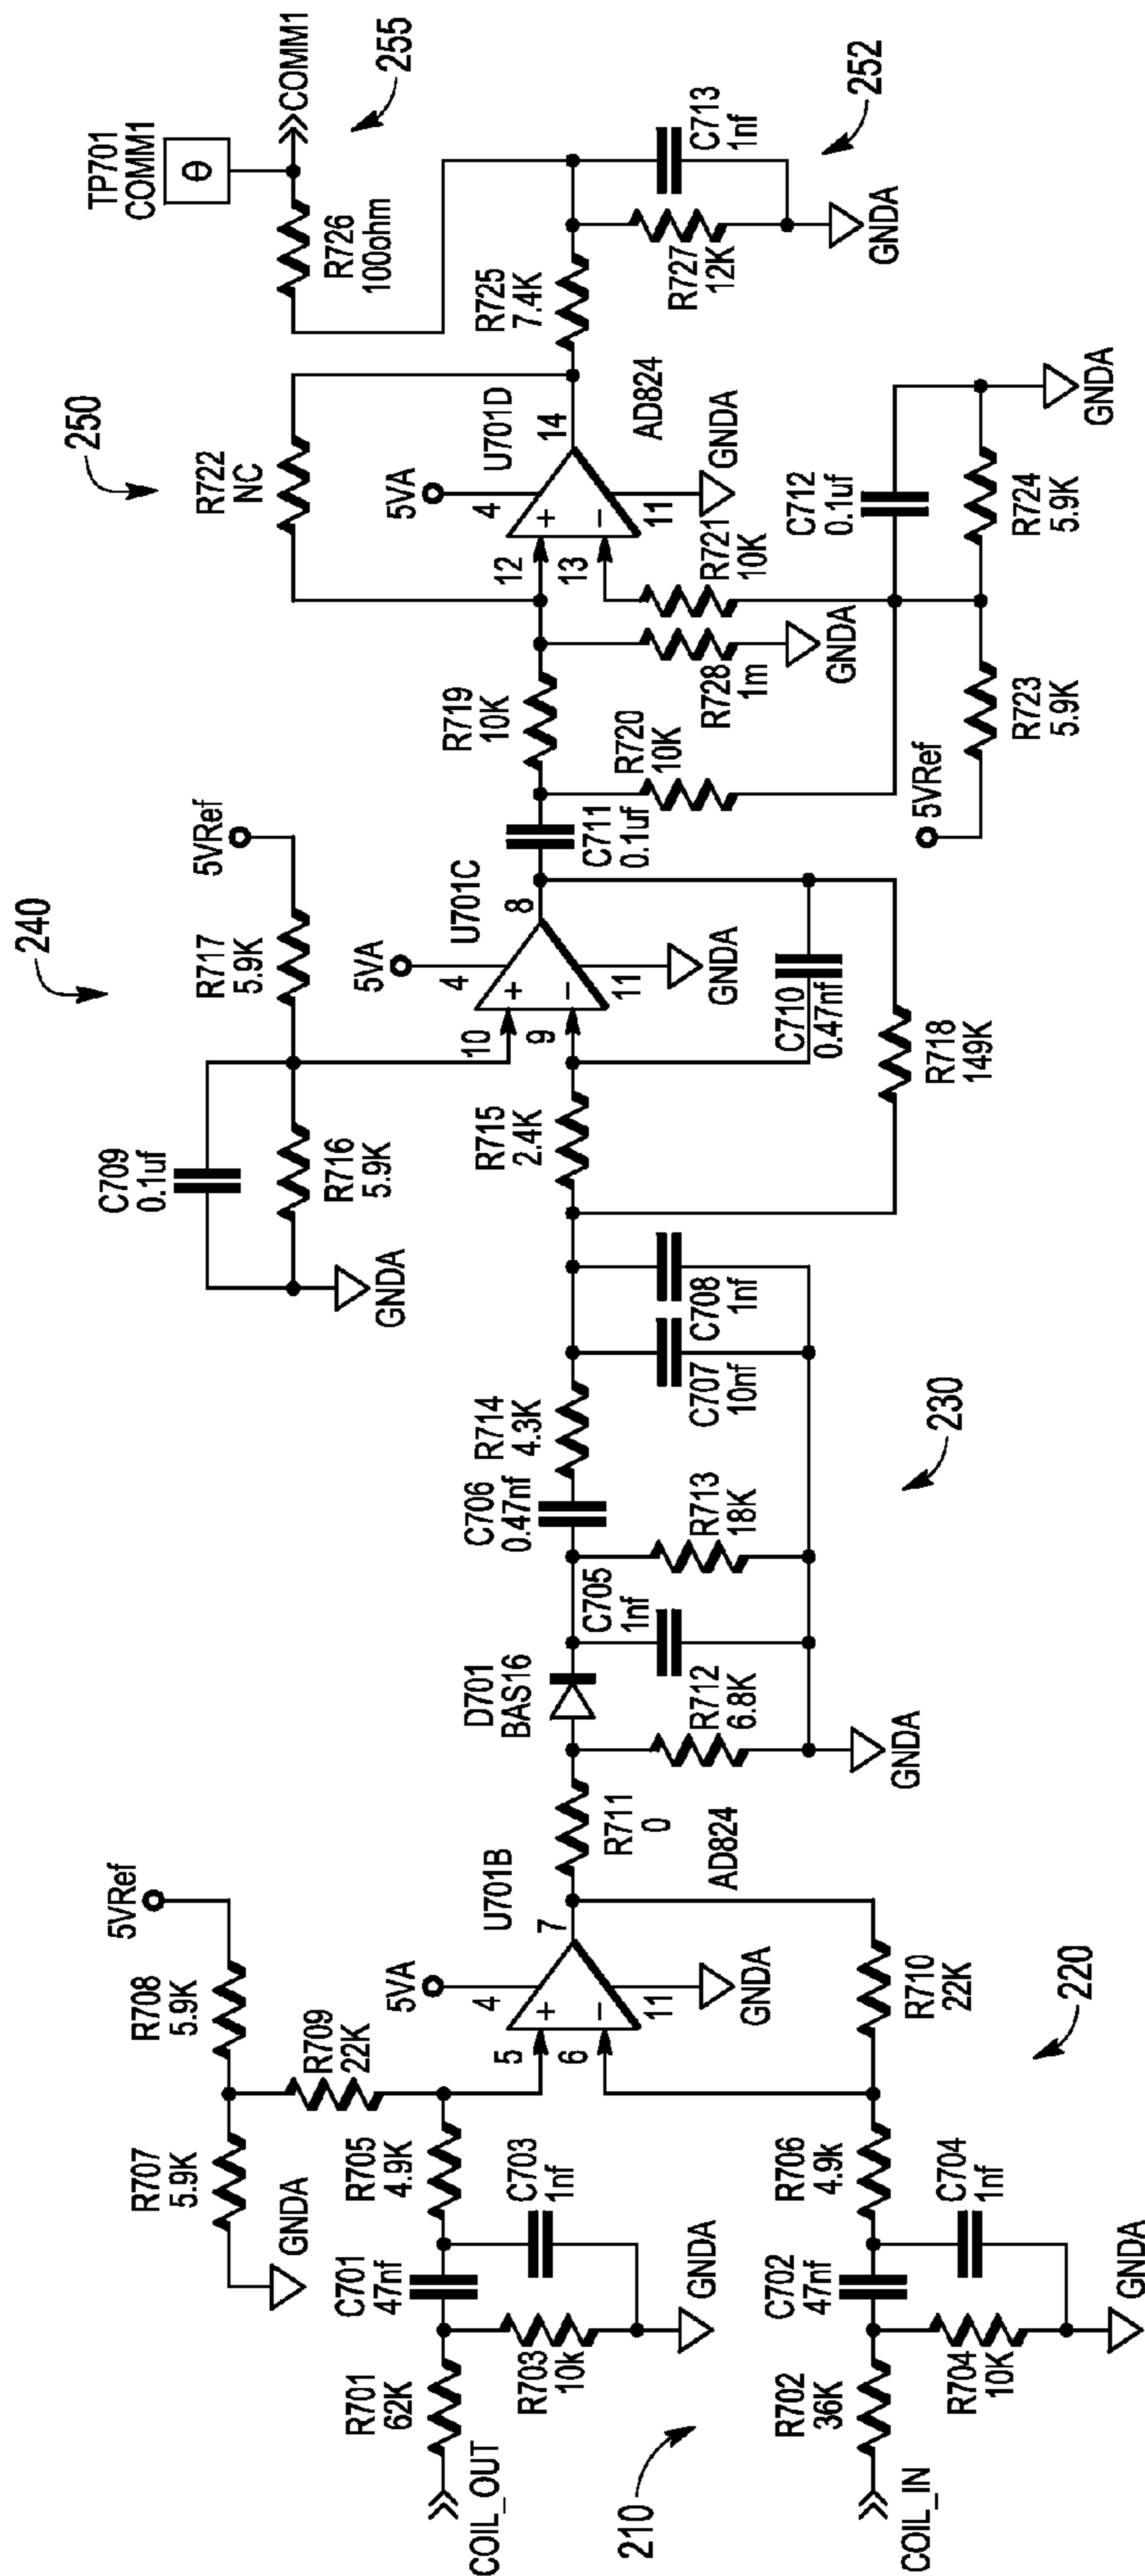 COIL_OUT
R701
62K
R703
10k
C701
47nf
C703
1nf
GNDA
R705
4.9K
R707
5.9K
GNDA
R708
5.9K
5VRef
R709
22K
210
COIL_IN
R702
36K
R704
10K
C702
47nf
C704
1nf
GNDA
R706
4.9k
5VA
4
U701B
5
+
6
−
7
11
GNDA
R710
22K
220
AD824
R711
0
R712
6.8K
GNDA
D701
BAS16
C705
1nf
R713
18K
C706
0.47nf
R714
4.3K
C707
10nf
C708
1nf
230
R715
2.4K
C709
0.1uf
R716
5.9K
GNDA
R717
5.9K
5VRef
240
5VA
4
U701C
10
+
9
−
8
11
GNDA
C710
0.47nf
R718
149K
C711
0.1uf
R719
10K
R720
10K
R728
1m
GNDA
R721
10K
5VRef
R723
5.9K
R724
5.9K
C712
0.1uf
GNDA
R722
NC
250
5VA
4
U701D
12
+
13
−
14
11
GNDA
AD824
R725
7.4K
R726
100ohm
TP701
COMM1
θ
COMM1
255
R727
12K
C713
1nf
GNDA
252